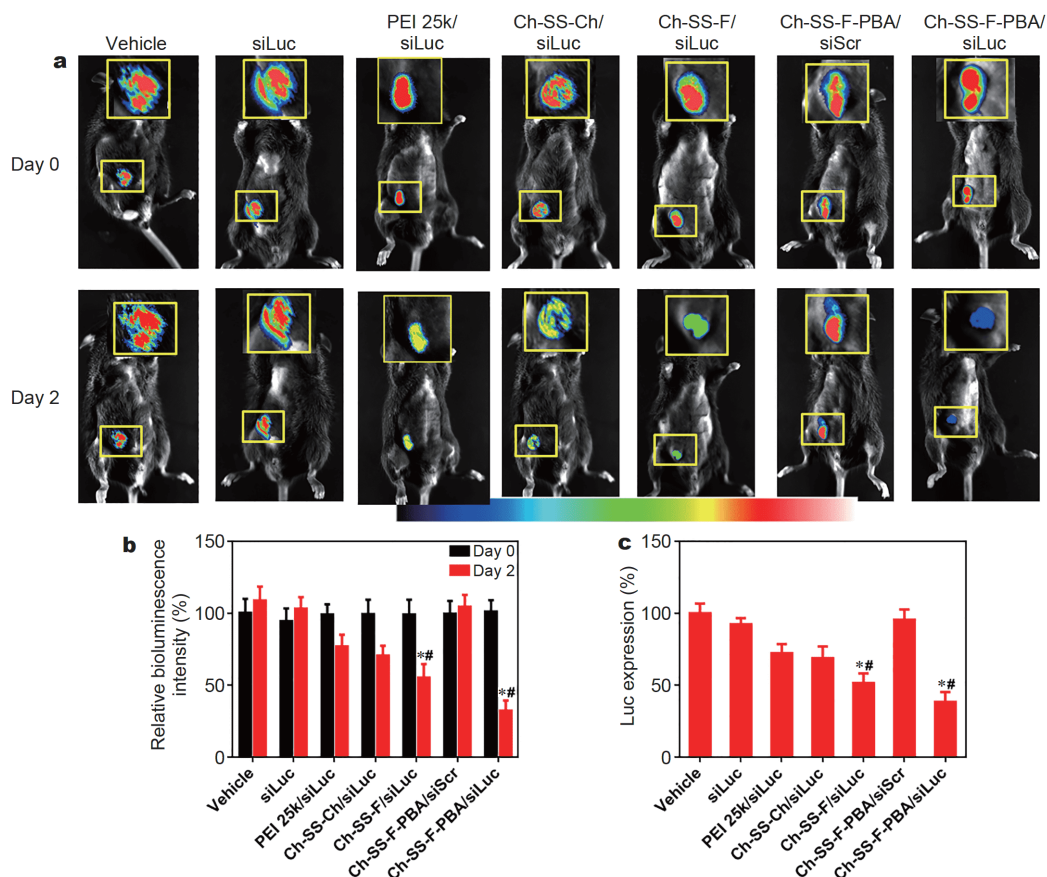 PEI 25k/ Ch-SS-Ch/ Ch-SS-F/ Ch-SS-F-PBA/ Ch-SS-F-PBA/
Vehicle siLuc siLuc siLuc siLuc siScr siLuc
a
Day 0
Day 2
b
Relative bioluminescence
intensity (%)
150
100
50
0
Day 0
Day 2
*#
*#
Vehicle
siLuc
PEI 25k/siLuc
Ch-SS-Ch/siLuc
Ch-SS-F/siLuc
Ch-SS-F-PBA/siScr
Ch-SS-F-PBA/siLuc
c
Luc expression (%)
150
100
50
0
*#
*#
Vehicle
siLuc
PEI 25k/siLuc
Ch-SS-Ch/siLuc
Ch-SS-F/siLuc
Ch-SS-F-PBA/siScr
Ch-SS-F-PBA/siLuc